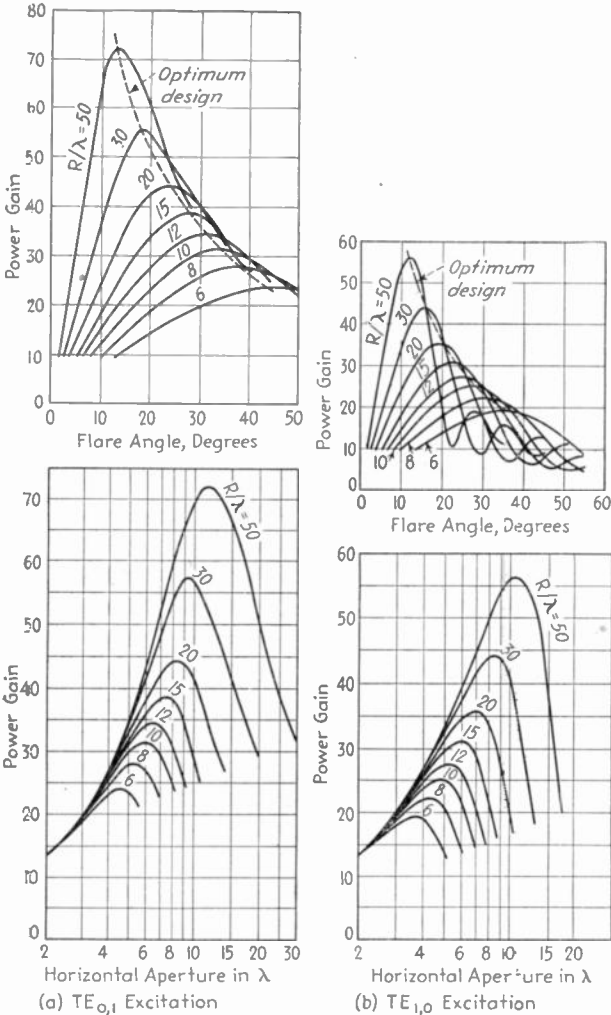 80
70
60
50
40
30
20
10
0
Power Gain
R/λ=50
30
20
15
12
10
8
6
Optimum
design
0 10 20 30 40 50
Flare Angle, Degrees
60
50
40
30
20
10
0
Power Gain
R/λ=50
30
20
15
12
10 8 6
Optimum
design
0 10 20 30 40 50 60
Flare Angle, Degrees
70
60
50
40
30
20
10
0
Power Gain
R/λ=50
30
20
15
12
10
8
6
2 4 6 8 10 15 20 30
Horizontal Aperture in λ
(a) TE0,1 Excitation
60
50
40
30
20
10
0
Power Gain
R/λ=50
30
20
15
12
10
8
6
2 4 6 8 10 15 20
Horizontal Aperture in λ
(b) TE1,0 Excitation